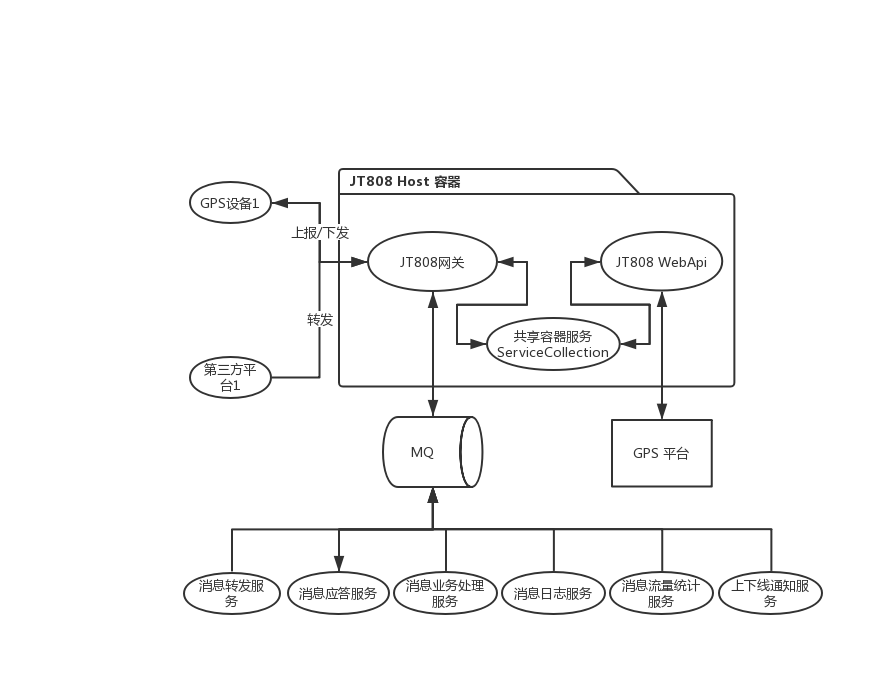 JT808 Host 容器
GPS设备1
上报/下发
JT808网关
JT808 WebApi
转发
共享容器服务
ServiceCollection
第三方平
台1
MQ
GPS 平台
消息转发服
务
消息应答服务
消息业务处理
服务
消息日志服务
消息流量统计
服务
上下线通知服
务